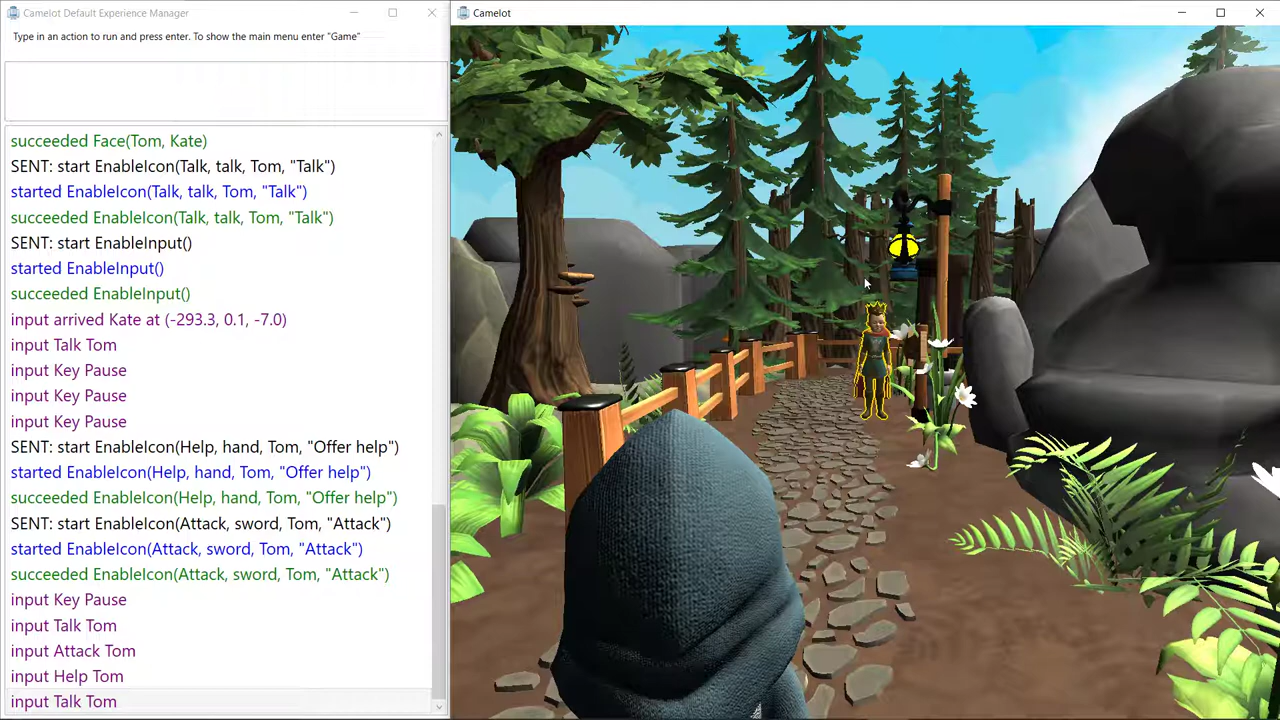 Camelot Default Experience Manager
Type in an action to run and press enter. To show the main menu enter "Game"
succeeded Face(Tom, Kate)
SENT: start EnableIcon(Talk, talk, Tom, "Talk")
started EnableIcon(Talk, talk, Tom, "Talk")
succeeded EnableIcon(Talk, talk, Tom, "Talk")
SENT: start EnableInput()
started EnableInput()
succeeded EnableInput()
input arrived Kate at (-293.3, 0.1, -7.0)
input Talk Tom
input Key Pause
input Key Pause
input Key Pause
SENT: start EnableIcon(Help, hand, Tom, "Offer help")
started EnableIcon(Help, hand, Tom, "Offer help")
succeeded EnableIcon(Help, hand, Tom, "Offer help")
SENT: start EnableIcon(Attack, sword, Tom, "Attack")
started EnableIcon(Attack, sword, Tom, "Attack")
succeeded EnableIcon(Attack, sword, Tom, "Attack")
input Key Pause
input Talk Tom
input Attack Tom
input Help Tom
input Talk Tom
Camelot